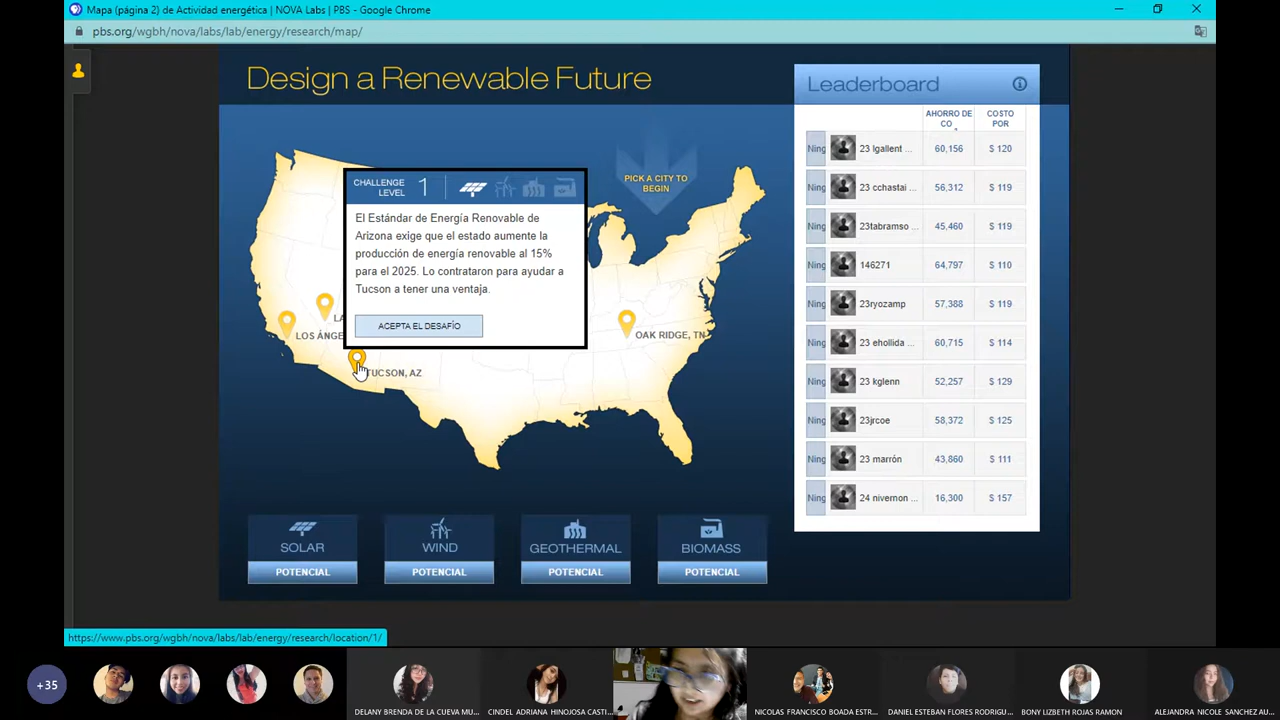 Mapa (página 2) de Actividad energética | NOVA Labs | PBS - Google Chrome
pbs.org/wgbh/nova/labs/lab/energy/research/map/
Design a Renewable Future
PICK A CITY TO
BEGIN
CHALLENGE
LEVEL 1
El Estándar de Energía Renovable de
Arizona exige que el estado aumente la
producción de energía renovable al 15%
para el 2025. Lo contrataron para ayudar a
Tucson a tener una ventaja.
ACEPTA EL DESAFÍO
LA
LOS ÁNGE
TUCSON, AZ
OAK RIDGE, TN
SOLAR
POTENCIAL
WIND
POTENCIAL
GEOTHERMAL
POTENCIAL
BIOMASS
POTENCIAL
Leaderboard
AHORRO DE
CO
COSTO
POR
Ning 23 lgallent ... 60,156 $ 120
Ning 23 cchastai ... 56,312 $ 119
Ning 23tabramso ... 45,460 $ 119
Ning 146271 64,797 $ 110
Ning 23ryozamp 57,388 $ 119
Ning 23 ehollida ... 60,715 $ 114
Ning 23 kglenn 52,257 $ 129
Ning 23jrcoe 58,372 $ 125
Ning 23 marrón 43,860 $ 111
Ning 24 nivernon ... 16,300 $ 157
https://www.pbs.org/wgbh/nova/labs/lab/energy/research/location/1/
+35
DELANY BRENDA DE LA CUEVA MU...
CINDEL ADRIANA HINOJOSA CASTI...
NICOLAS FRANCISCO BOADA ESTR...
DANIEL ESTEBAN FLORES RODRIGU...
BONY LIZBETH ROJAS RAMON
ALEJANDRA NICOLE SANCHEZ AU...